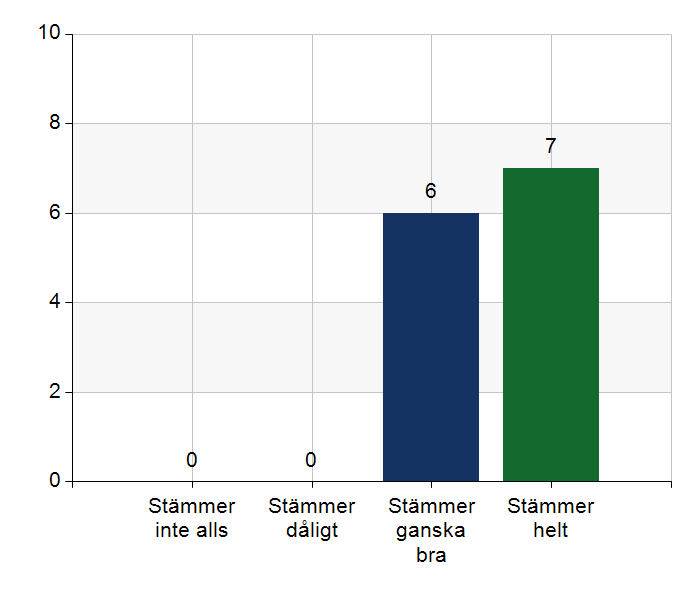 10
8
7
6
6
4
2
0
0
0
Stämmer
inte alls
Stämmer
dåligt
Stämmer
ganska
bra
Stämmer
helt